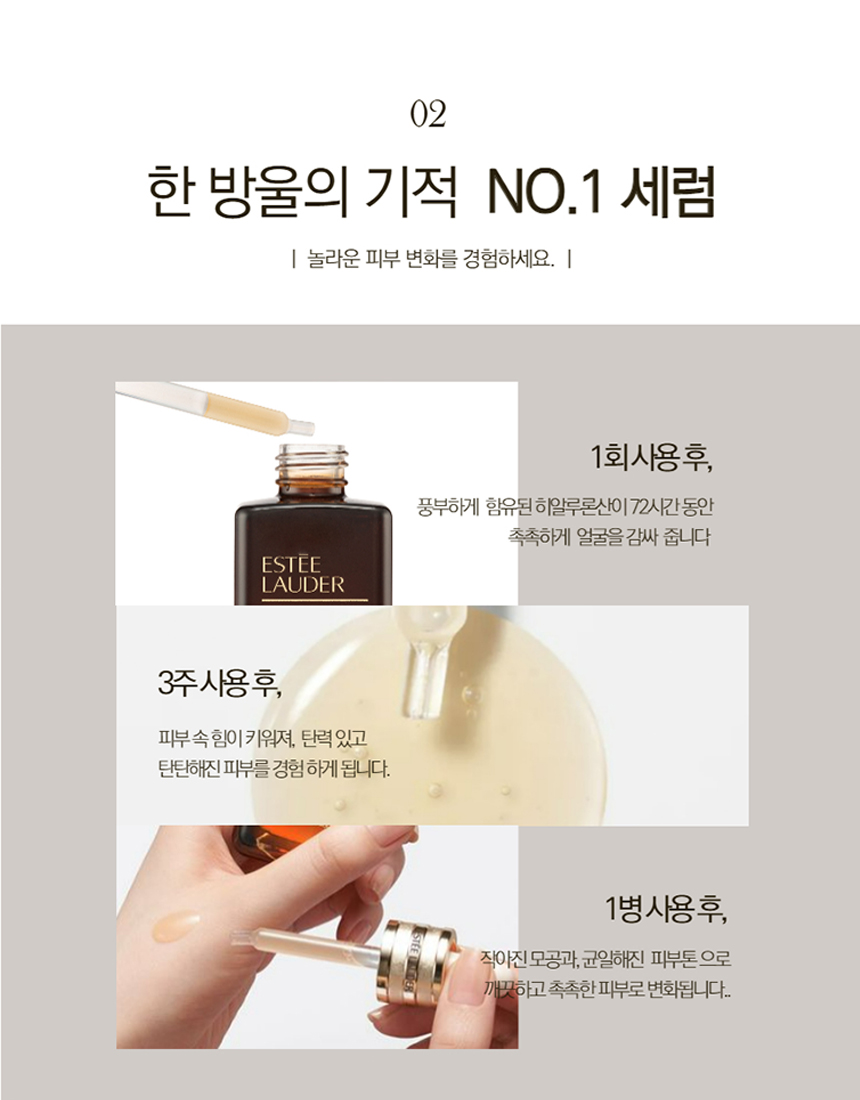 02
한 방울의 기적 NO.1 세럼
| 놀라운 피부 변화를 경험하세요. |
1회 사용 후,
풍부하게 함유된 히알루론산이 72시간 동안
촉촉하게 얼굴을 감싸 줍니다
ESTĒE
LAUDER
3주 사용 후,
피부 속 힘이 키워져, 탄력 있고
탄탄해진 피부를 경험 하게 됩니다.
1병 사용 후,
작아진 모공과, 균일해진 피부톤 으로
깨끗하고 촉촉한 피부로 변화됩니다..